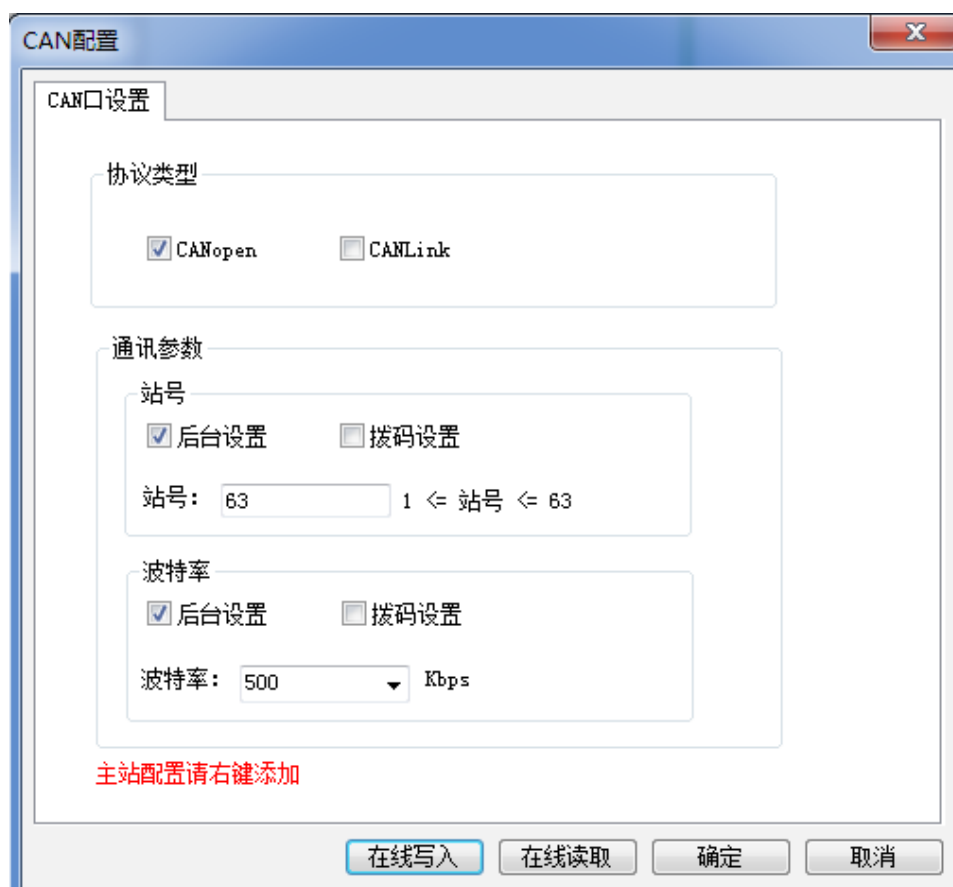 CAN配置
CAN口设置
协议类型
CANopen CANLink
通讯参数
站号
后台设置 拨码设置
站号: 63 1 <= 站号 <= 63
波特率
后台设置 拨码设置
波特率: 500 Kbps
主站配置请右键添加
在线写入 在线读取 确定 取消